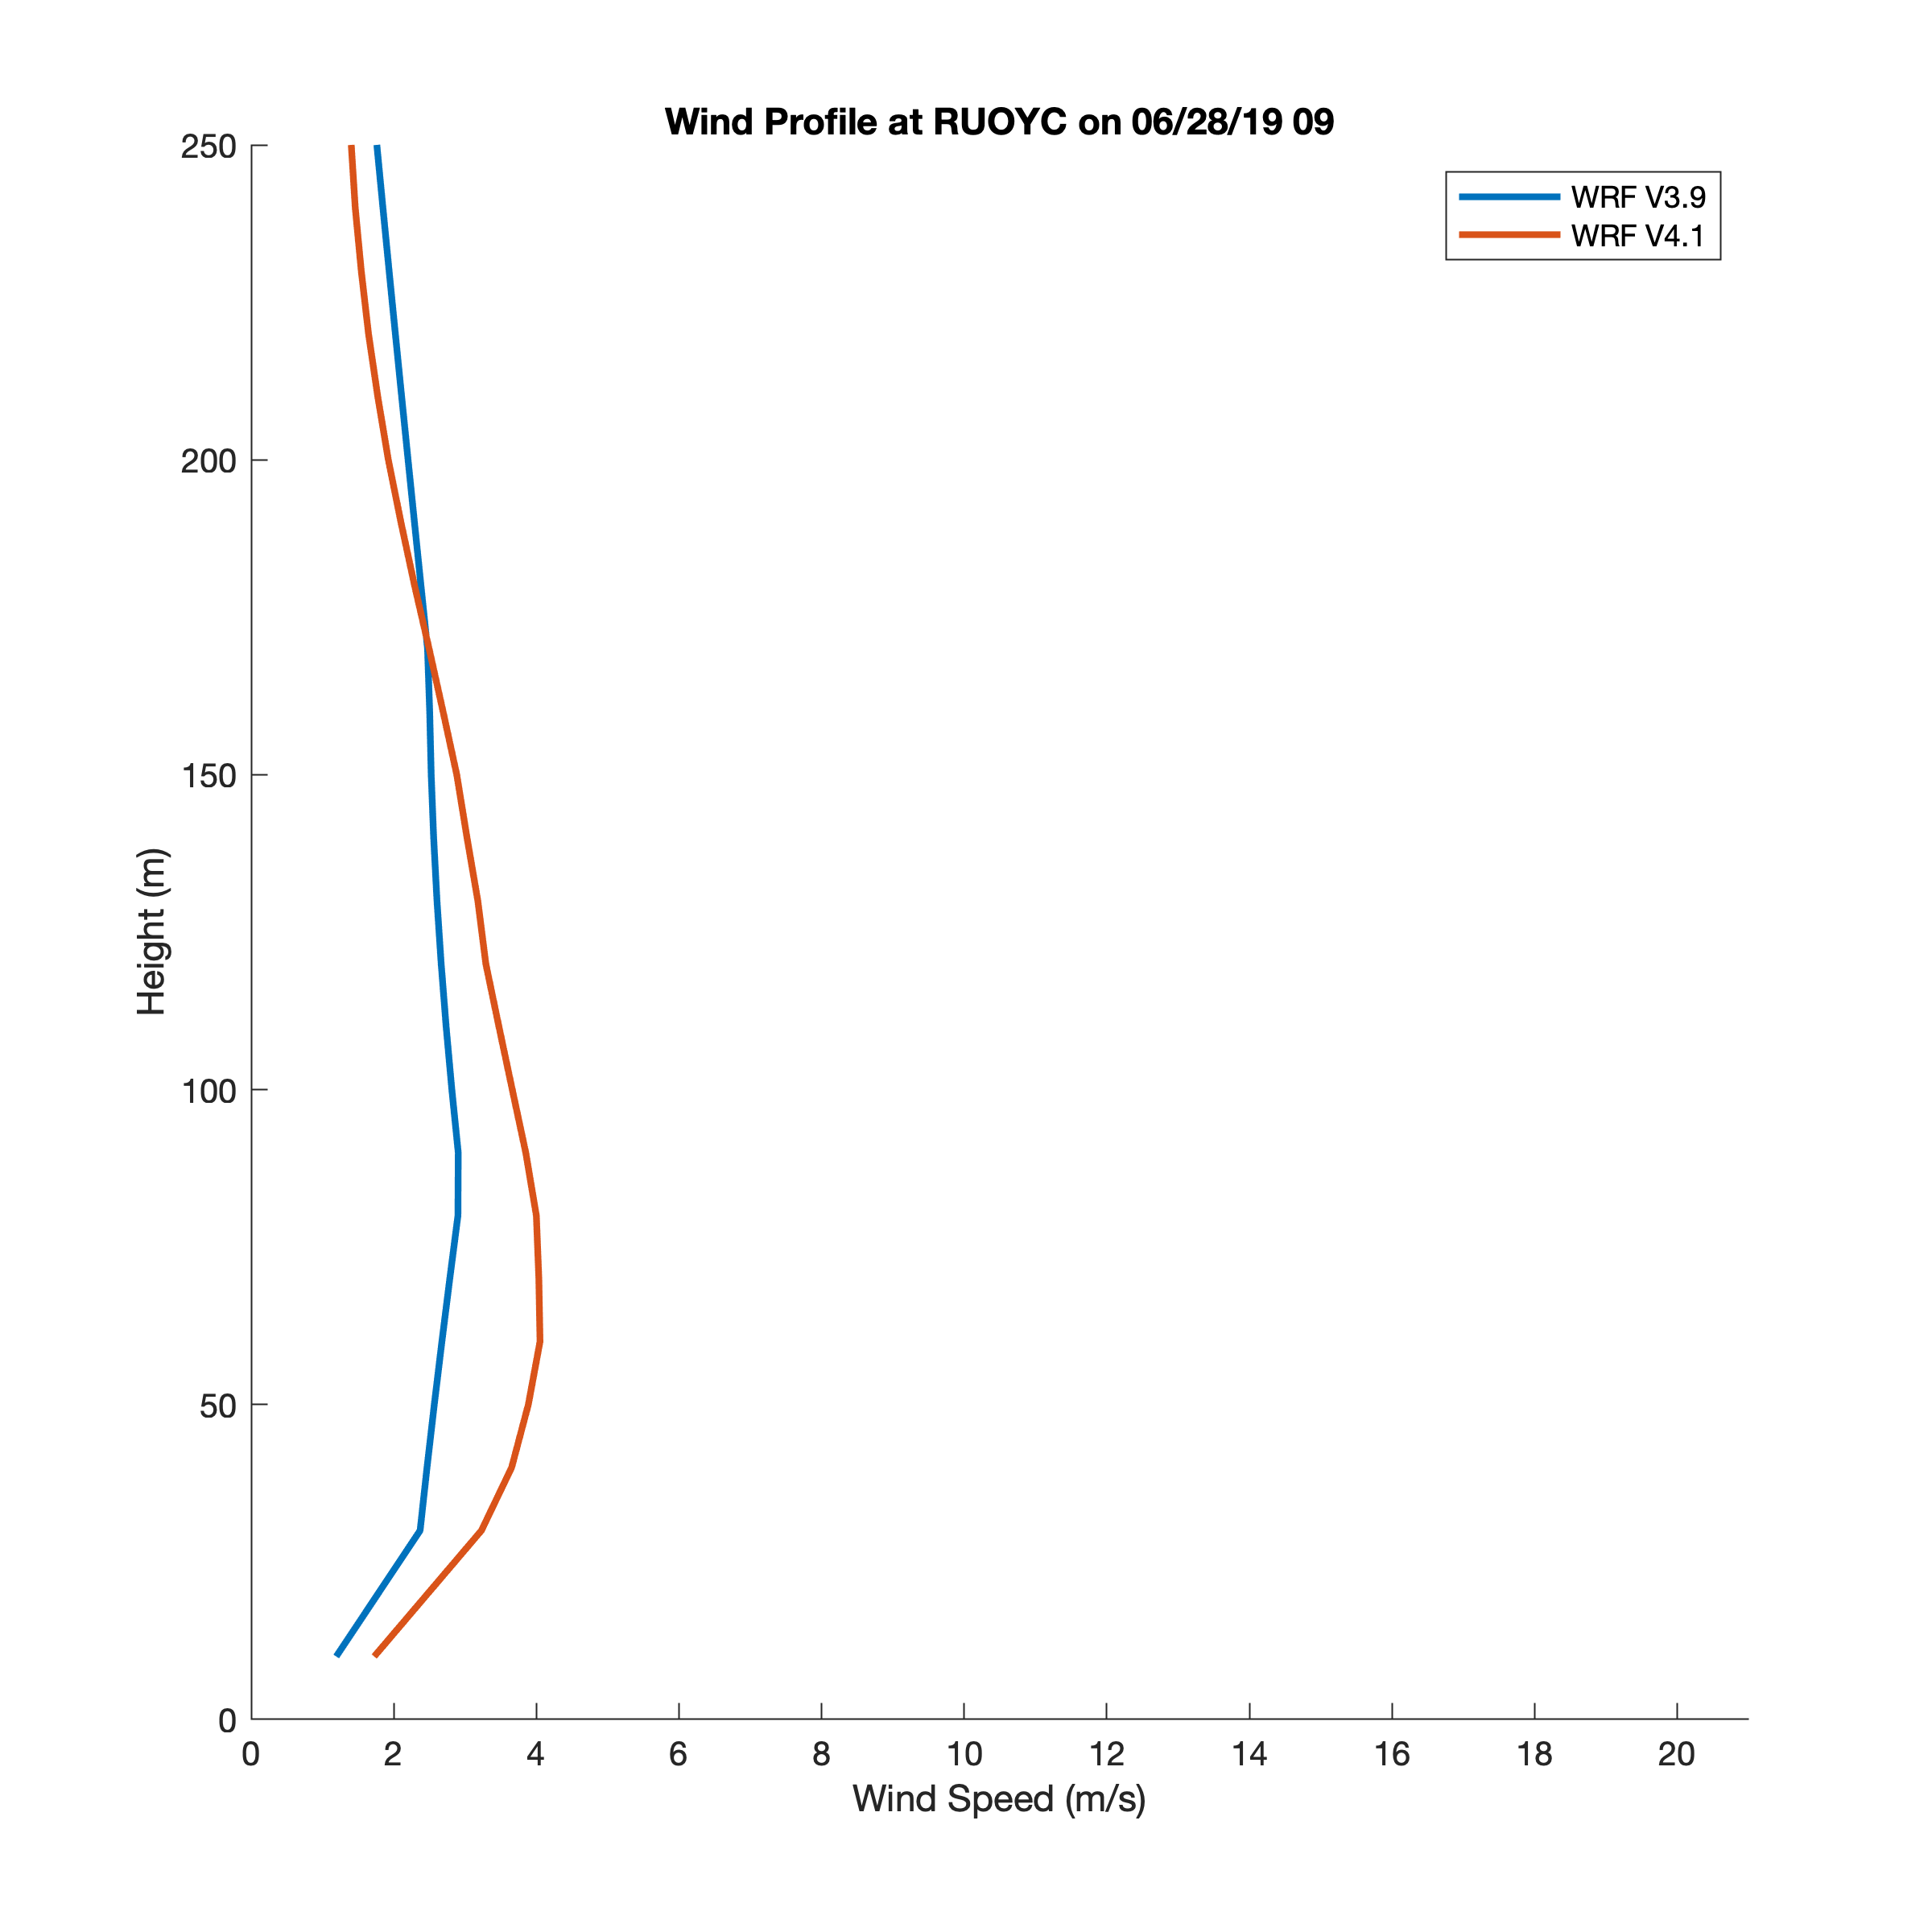 Wind Profile at RUOYC on 06/28/19 09
WRF V3.9
WRF V4.1
250
200
150
100
50
0
Height (m)
0 2 4 6 8 10 12 14 16 18 20
Wind Speed (m/s)